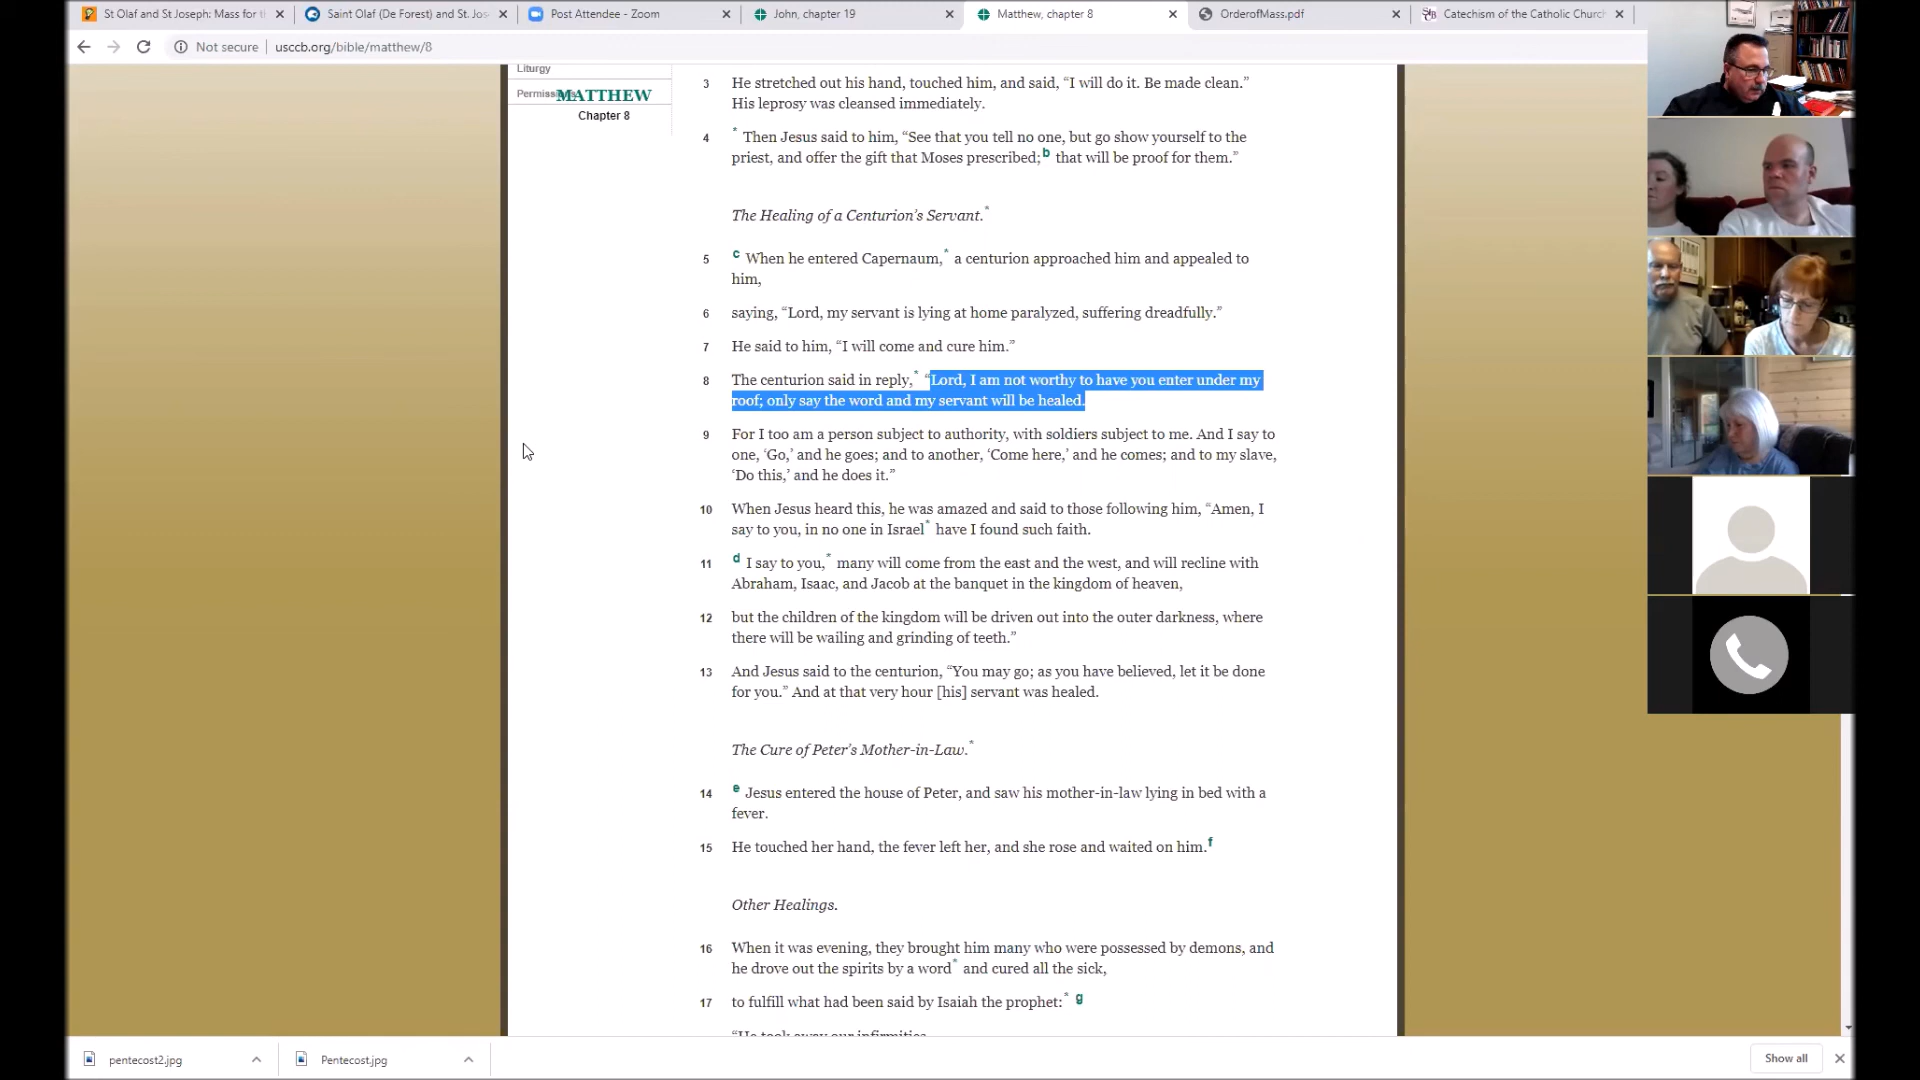 St Olaf and St Joseph: Mass for th
Saint Olaf (De Forest) and St. Jos
Post Attendee - Zoom
John, chapter 19
Matthew, chapter 8
OrderofMass.pdf
Catechism of the Catholic Church
Not secure
usccb.org/bible/matthew/8
Liturgy
Permissions
MATTHEW
Chapter 8
3 He stretched out his hand, touched him, and said, “I will do it. Be made clean.”
His leprosy was cleansed immediately.
4 * Then Jesus said to him, “See that you tell no one, but go show yourself to the
priest, and offer the gift that Moses prescribed;b that will be proof for them.”
The Healing of a Centurion’s Servant.*
5 c When he entered Capernaum,* a centurion approached him and appealed to
him,
6 saying, “Lord, my servant is lying at home paralyzed, suffering dreadfully.”
7 He said to him, “I will come and cure him.”
8 The centurion said in reply,* “Lord, I am not worthy to have you enter under my
roof; only say the word and my servant will be healed.
9 For I too am a person subject to authority, with soldiers subject to me. And I say to
one, ‘Go,’ and he goes; and to another, ‘Come here,’ and he comes; and to my slave,
‘Do this,’ and he does it.”
10 When Jesus heard this, he was amazed and said to those following him, “Amen, I
say to you, in no one in Israel* have I found such faith.
11 d I say to you,* many will come from the east and the west, and will recline with
Abraham, Isaac, and Jacob at the banquet in the kingdom of heaven,
12 but the children of the kingdom will be driven out into the outer darkness, where
there will be wailing and grinding of teeth.”
13 And Jesus said to the centurion, “You may go; as you have believed, let it be done
for you.” And at that very hour [his] servant was healed.
The Cure of Peter’s Mother-in-Law.*
14 e Jesus entered the house of Peter, and saw his mother-in-law lying in bed with a
fever.
15 He touched her hand, the fever left her, and she rose and waited on him.f
Other Healings.
16 When it was evening, they brought him many who were possessed by demons, and
he drove out the spirits by a word* and cured all the sick,
17 to fulfill what had been said by Isaiah the prophet:* g
“He took away our infirmities
pentecost2.jpg
Pentecost.jpg
Show all